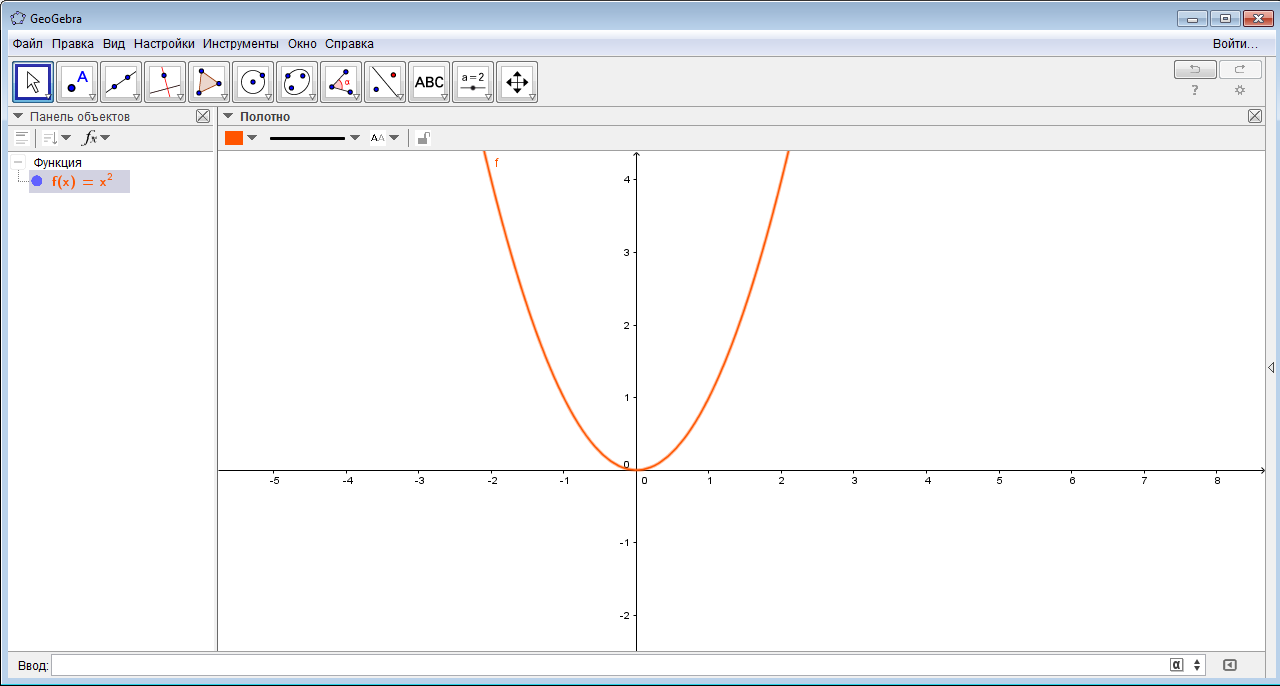 GeoGebra
Файл Правка Вид Настройки Инструменты Окно Справка Войти...
A α ABC a=2
?
Панель объектов
Полотно
fx AA
Функция
f(x) = x²
f
4
3
2
1
0
-5 -4 -3 -2 -1 0 1 2 3 4 5 6 7 8
-1
-2
Ввод: α